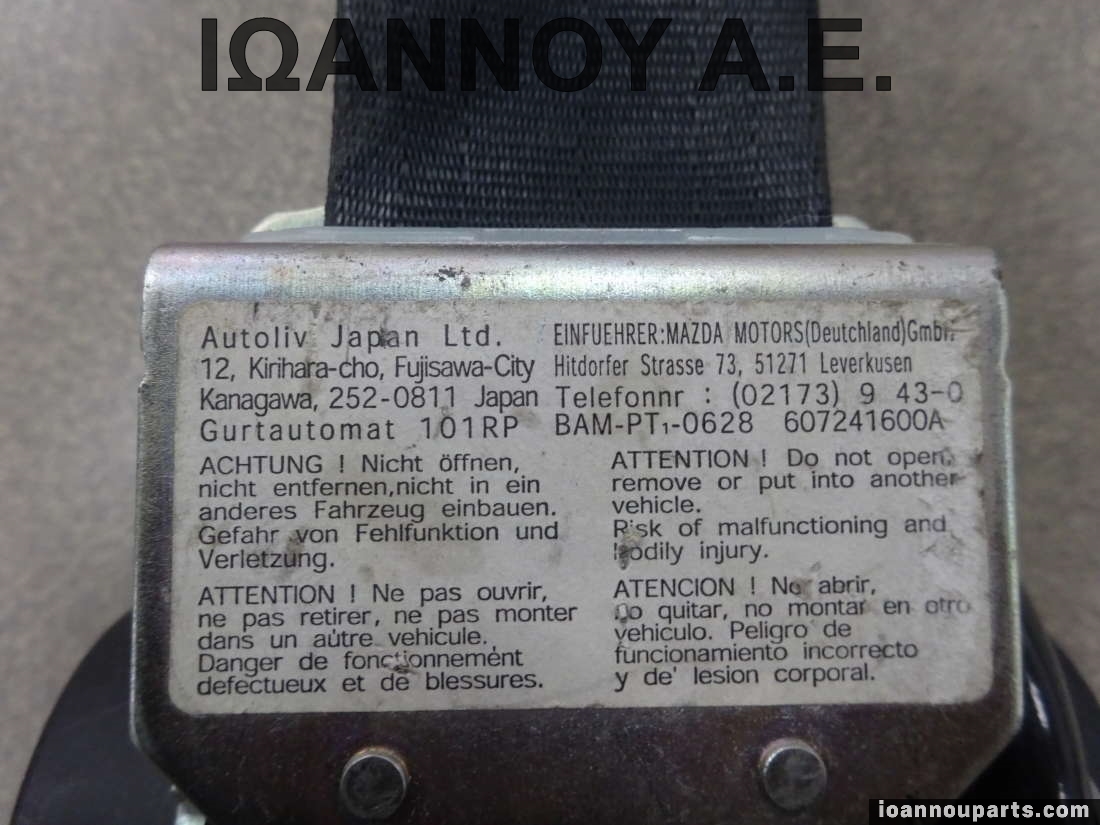 ΙΩΑΝΝΟΥ Α.Ε.
Autoliv Japan Ltd.
12, Kirihara-cho, Fujisawa-City
Kanagawa, 252-0811 Japan
Gurtautomat 101RP
EINFUEHRER:MAZDA MOTORS(Deutchland)GmbH.
Hitdorfer Strasse 73, 51271 Leverkusen
Telefonnr : (02173) 9 43-0
BAM-PT1-0628 607241600A
ACHTUNG ! Nicht öffnen,
nicht entfernen,nicht in ein
anderes Fahrzeug einbauen.
Gefahr von Fehlfunktion und
Verletzung.
ATTENTION ! Do not open,
remove or put into another
vehicle.
Risk of malfunctioning and
bodily injury.
ATTENTION ! Ne pas ouvrir,
ne pas retirer, ne pas monter
dans un autre vehicule.
Danger de fonctionnement
defectueux et de blessures.
ATENCION ! No abrir,
no quitar, no montar en otro
vehiculo. Peligro de
funcionamiento incorrecto
y de' lesion corporal.
ioannouparts.com